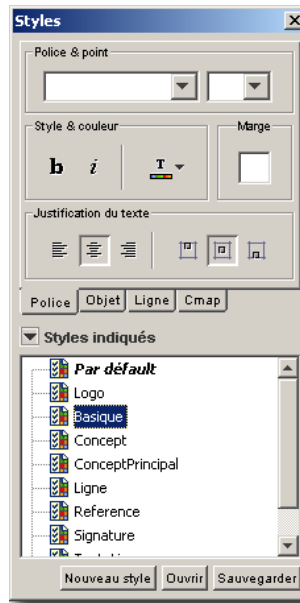 Styles
Police & point
Style & couleur
Marge
b i T
Justification du texte
Police Objet Ligne Cmap
Styles indiqués
Par défault
Logo
Basique
Concept
ConceptPrincipal
Ligne
Reference
Signature
Nouveau style Ouvrir Sauvegarder